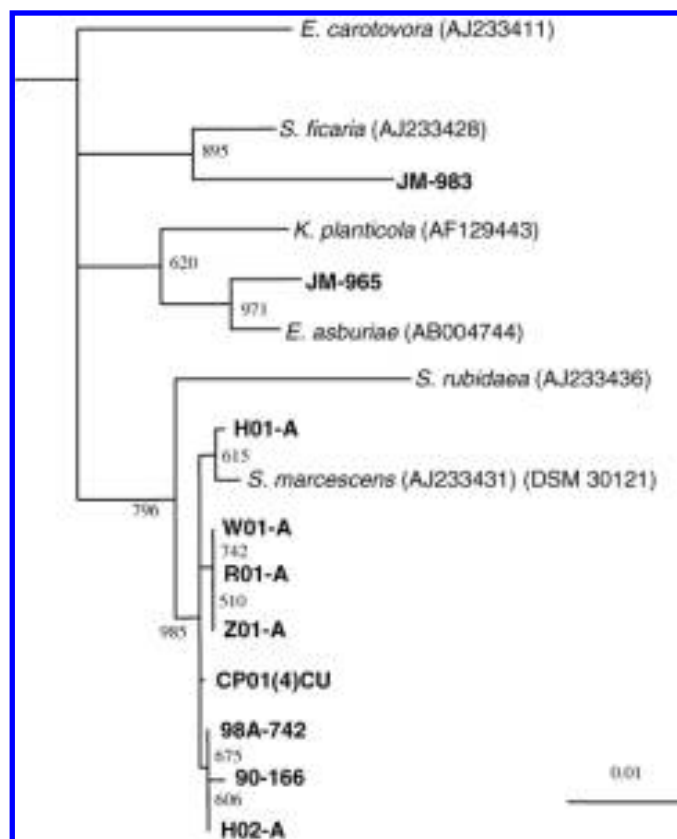 E. carotovora (AJ233411)
S. ficaria (AJ233428)
895
JM-983
K. planticola (AF129443)
620
JM-965
971
E. asburiae (AB004744)
S. rubidaea (AJ233436)
H01-A
615
S. marcescens (AJ233431) (DSM 30121)
796
W01-A
742
R01-A
510
Z01-A
985
CP01(4)CU
98A-742
675
90-166
0.01
606
H02-A